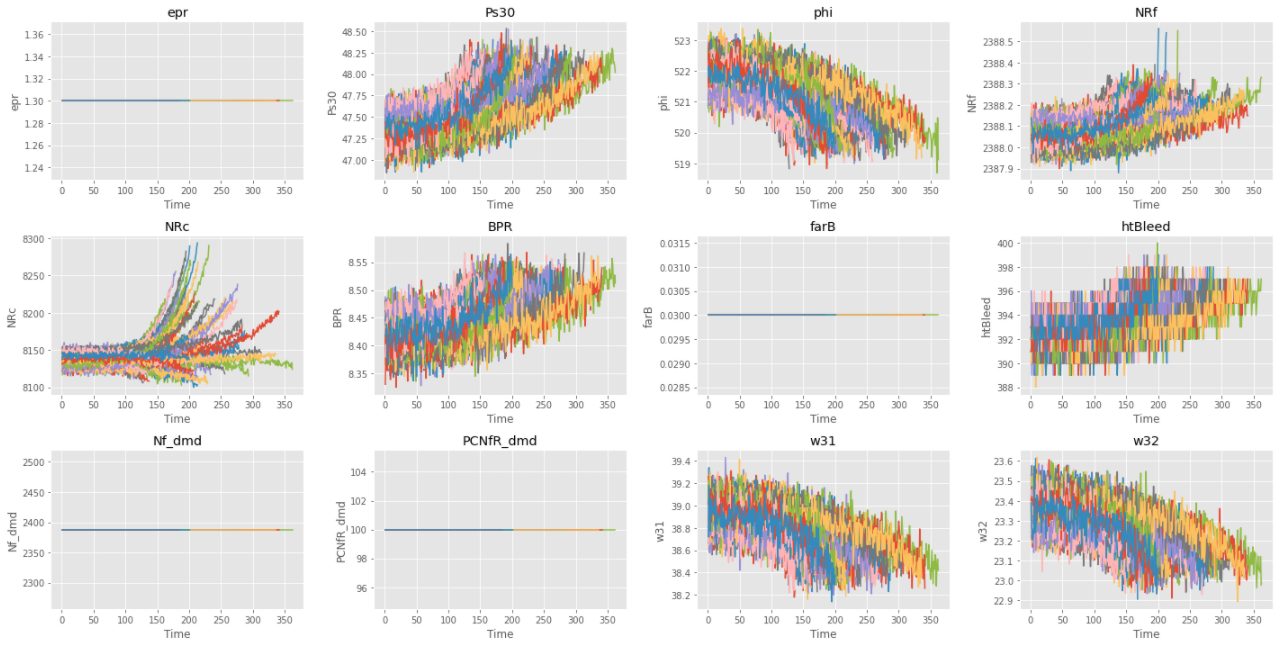 epr
Ps30
phi
NRf
1.36
1.34
1.32
1.30
1.28
1.26
1.24
epr
0 50 100 150 200 250 300 350
Time
48.50
48.25
48.00
47.75
47.50
47.25
47.00
Ps30
0 50 100 150 200 250 300 350
Time
523
522
521
520
519
phi
0 50 100 150 200 250 300 350
Time
2388.5
2388.4
2388.3
2388.2
2388.1
2388.0
2387.9
NRf
0 50 100 150 200 250 300 350
Time
NRc
BPR
farB
htBleed
8300
8250
8200
8150
8100
NRc
0 50 100 150 200 250 300 350
Time
8.55
8.50
8.45
8.40
8.35
BPR
0 50 100 150 200 250 300 350
Time
0.0315
0.0310
0.0305
0.0300
0.0295
0.0290
0.0285
farB
0 50 100 150 200 250 300 350
Time
400
398
396
394
392
390
388
htBleed
0 50 100 150 200 250 300 350
Time
Nf_dmd
PCNfR_dmd
w31
w32
2500
2450
2400
2350
2300
Nf_dmd
0 50 100 150 200 250 300 350
Time
104
102
100
98
96
PCNfR_dmd
0 50 100 150 200 250 300 350
Time
39.4
39.2
39.0
38.8
38.6
38.4
38.2
w31
0 50 100 150 200 250 300 350
Time
23.6
23.5
23.4
23.3
23.2
23.1
23.0
22.9
w32
0 50 100 150 200 250 300 350
Time